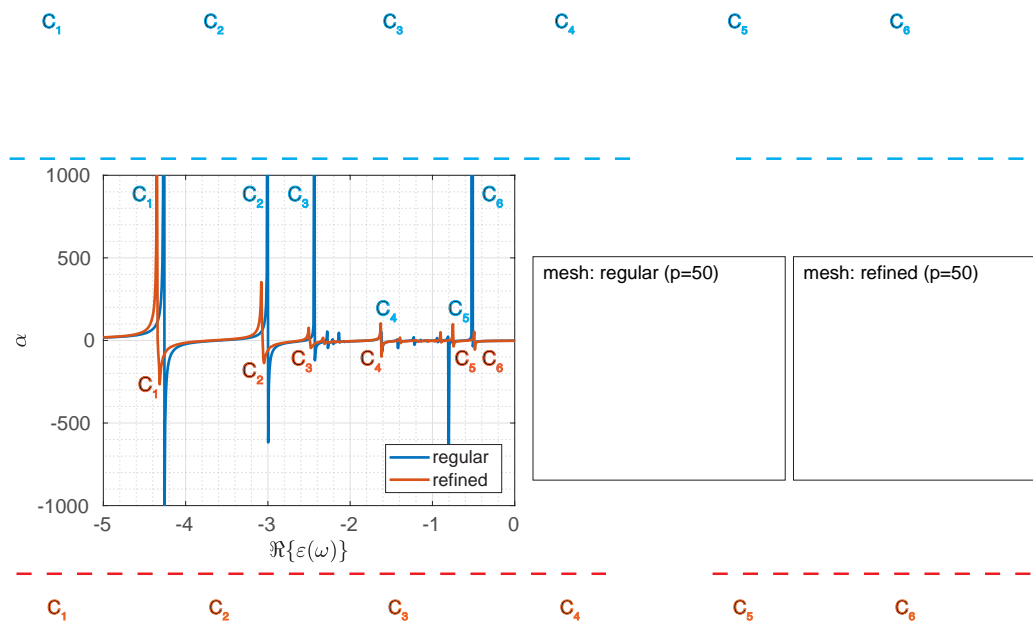 C₁ C₂ C₃ C₄ C₅ C₆
1000
C₁ C₂ C₃ C₆
500
mesh: regular (p=50) mesh: refined (p=50)
C₄ C₅
α
0
C₁ C₂ C₃ C₄ C₅ C₆
-500
regular
refined
-1000
-5 -4 -3 -2 -1 0
ℜ{ε(ω)}
C₁ C₂ C₃ C₄ C₅ C₆